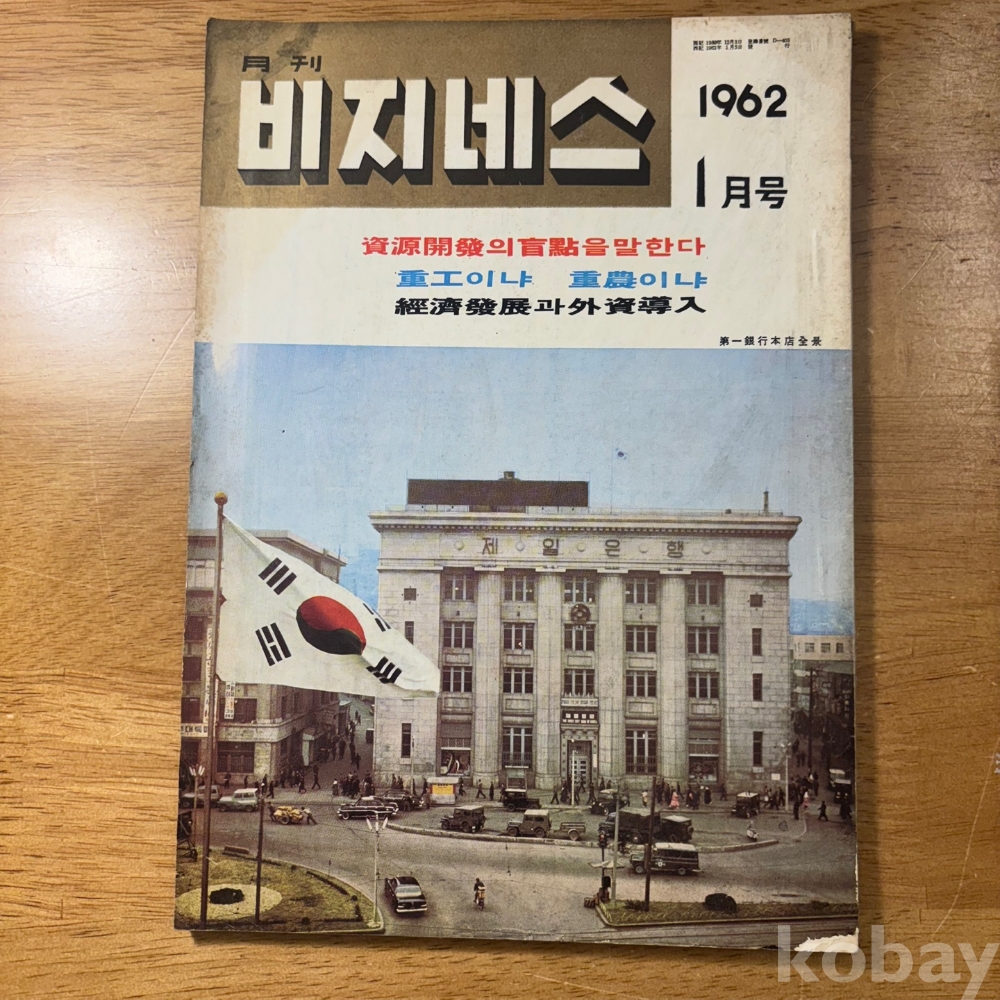 月刊
비지네스
1962
1月号
資源開發의盲點을말한다
重工이냐 重農이냐
經濟發展과外資導入
第一銀行本店全景
제일은행
kobay